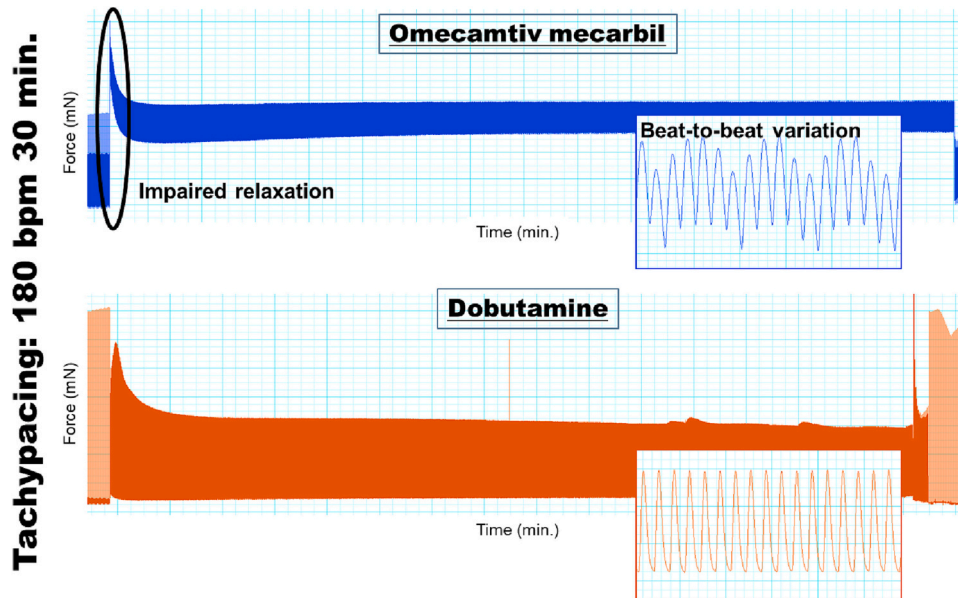 Tachypacing: 180 bpm 30 min.
Omecamtiv mecarbil
Force (mN)
Beat-to-beat variation
Impaired relaxation
Time (min.)
Dobutamine
Force (mN)
Time (min.)